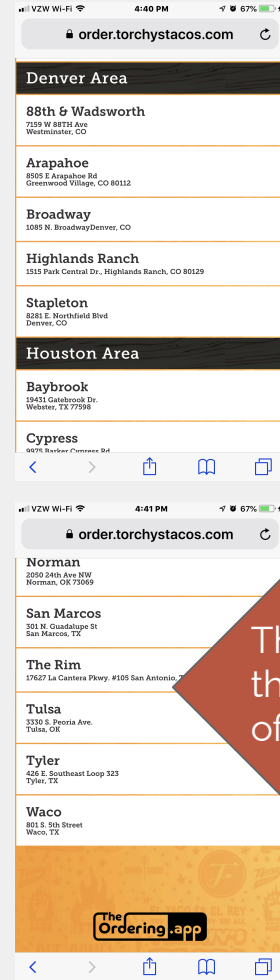 VZW Wi-Fi 4:40 PM 67%
order.torchystacos.com
Denver Area
88th & Wadsworth
7159 W 88TH Ave
Westminster, CO
Arapahoe
8505 E Arapahoe Rd
Greenwood Village, CO 80112
Broadway
1085 N. BroadwayDenver, CO
Highlands Ranch
1515 Park Central Dr., Highlands Ranch, CO 80129
Stapleton
8281 E. Northfield Blvd
Denver, CO
Houston Area
Baybrook
19431 Gatebrook Dr.
Webster, TX 77598
Cypress
9975 Barker Cypress Rd
VZW Wi-Fi 4:41 PM 67%
order.torchystacos.com
Norman
2050 24th Ave NW
Norman, OK 73069
San Marcos
301 N. Guadalupe St
San Marcos, TX
The Rim
17627 La Cantera Pkwy. #105 San Antonio,
Tulsa
3330 S. Peoria Ave.
Tulsa, OK
Tyler
426 E. Southeast Loop 323
Tyler, TX
Waco
801 S. 5th Street
Waco, TX
The
Ordering.app